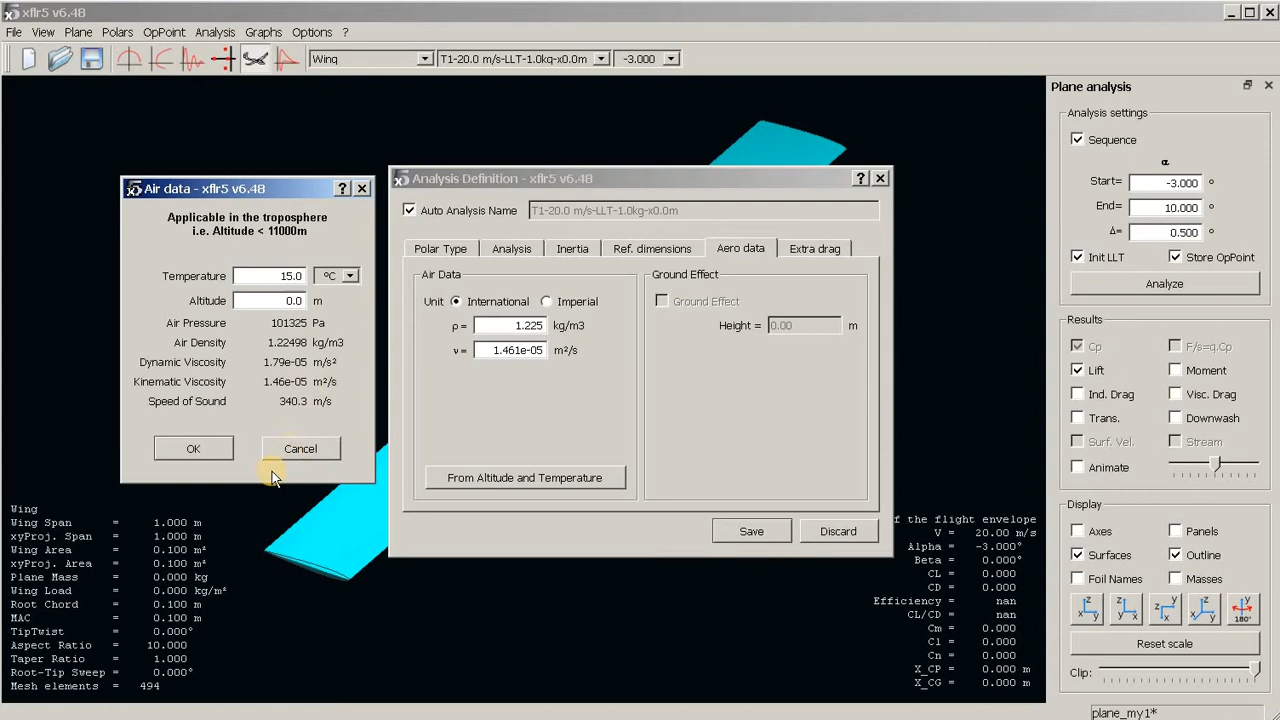 xflr5 v6.48
File View Plane Polars OpPoint Analysis Graphs Options ?
Wing T1-20.0 m/s-LLT-1.0kg-x0.0m -3.000
Air data - xflr5 v6.48
Applicable in the troposphere
i.e. Altitude < 11000m
Temperature 15.0 ºC
Altitude 0.0 m
Air Pressure 101325 Pa
Air Density 1.22498 kg/m3
Dynamic Viscosity 1.79e-05 m/s²
Kinematic Viscosity 1.46e-05 m²/s
Speed of Sound 340.3 m/s
OK Cancel
Analysis Definition - xflr5 v6.48
Auto Analysis Name T1-20.0 m/s-LLT-1.0kg-x0.0m
Polar Type Analysis Inertia Ref. dimensions Aero data Extra drag
Air Data
Unit International Imperial
ρ= 1.225 kg/m3
ν= 1.461e-05 m²/s
From Altitude and Temperature
Ground Effect
Ground Effect
Height = 0.00 m
Save Discard
Plane analysis
Analysis settings
Sequence
α
Start= -3.000 °
End= 10.000 °
Δ= 0.500 °
Init LLT Store OpPoint
Analyze
Results
Cp F/s=q.Cp
Lift Moment
Ind. Drag Visc. Drag
Trans. Downwash
Surf. Vel. Stream
Animate
Display
Axes Panels
Surfaces Outline
Foil Names Masses
z x y z y x z x y z x y 180°
Reset scale
Clip:
plane_my1*
Wing
Wing Span = 1.000 m
xyProj. Span = 1.000 m
Wing Area = 0.100 m²
xyProj. Area = 0.100 m²
Plane Mass = 0.000 kg
Wing Load = 0.000 kg/m²
Root Chord = 0.100 m
MAC = 0.100 m
TipTwist = 0.000°
Aspect Ratio = 10.000
Taper Ratio = 1.000
Root-Tip Sweep = 0.000°
Mesh elements = 494
f the flight envelope
V = 20.00 m/s
Alpha = -3.000°
Beta = 0.000°
CL = 0.000
CD = 0.000
Efficiency = nan
CL/CD = nan
Cm = 0.000
Cl = 0.000
Cn = 0.000
X_CP = 0.000 m
X_CG = 0.000 m